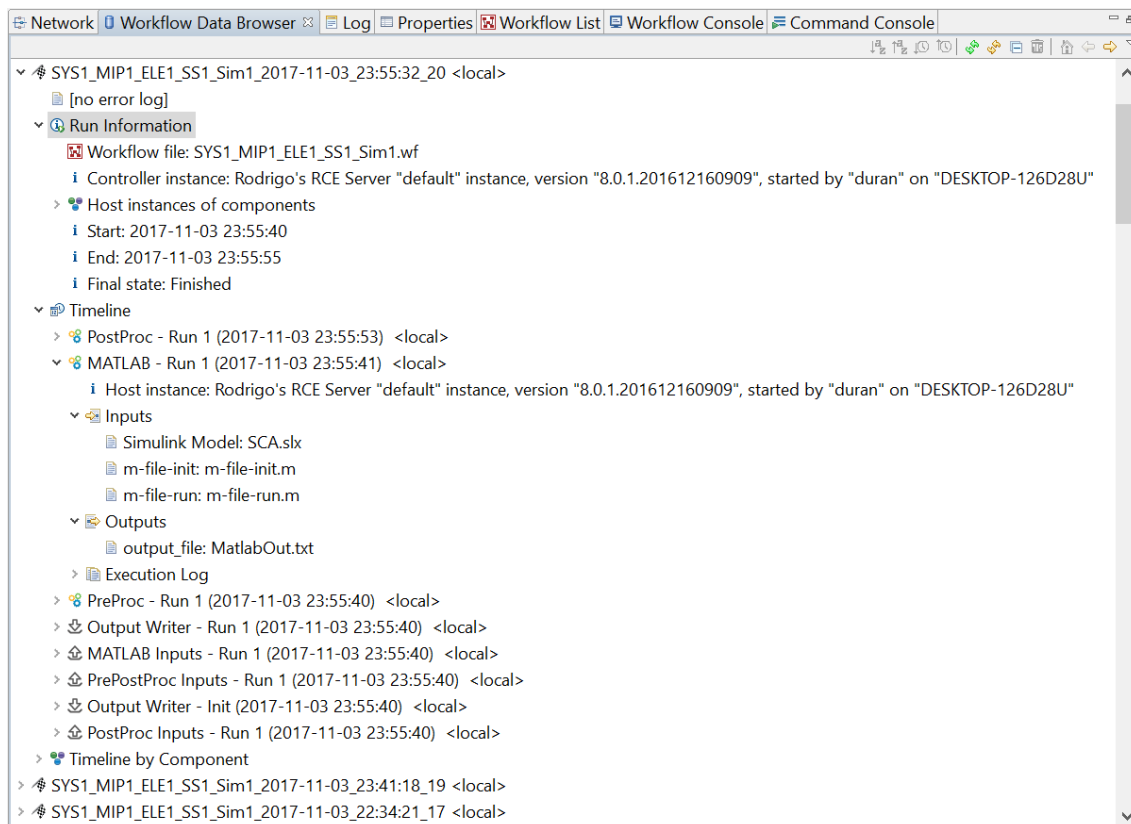 Network Workflow Data Browser Log Properties Workflow List Workflow Console Command Console
SYS1_MIP1_ELE1_SS1_Sim1_2017-11-03_23:55:32_20 <local>
[no error log]
Run Information
Workflow file: SYS1_MIP1_ELE1_SS1_Sim1.wf
Controller instance: Rodrigo's RCE Server "default" instance, version "8.0.1.201612160909", started by "duran" on "DESKTOP-126D28U"
Host instances of components
Start: 2017-11-03 23:55:40
End: 2017-11-03 23:55:55
Final state: Finished
Timeline
PostProc - Run 1 (2017-11-03 23:55:53) <local>
MATLAB - Run 1 (2017-11-03 23:55:41) <local>
Host instance: Rodrigo's RCE Server "default" instance, version "8.0.1.201612160909", started by "duran" on "DESKTOP-126D28U"
Inputs
Simulink Model: SCA.slx
m-file-init: m-file-init.m
m-file-run: m-file-run.m
Outputs
output_file: MatlabOut.txt
Execution Log
PreProc - Run 1 (2017-11-03 23:55:40) <local>
Output Writer - Run 1 (2017-11-03 23:55:40) <local>
MATLAB Inputs - Run 1 (2017-11-03 23:55:40) <local>
PrePostProc Inputs - Run 1 (2017-11-03 23:55:40) <local>
Output Writer - Init (2017-11-03 23:55:40) <local>
PostProc Inputs - Run 1 (2017-11-03 23:55:40) <local>
Timeline by Component
SYS1_MIP1_ELE1_SS1_Sim1_2017-11-03_23:41:18_19 <local>
SYS1_MIP1_ELE1_SS1_Sim1_2017-11-03_22:34:21_17 <local>